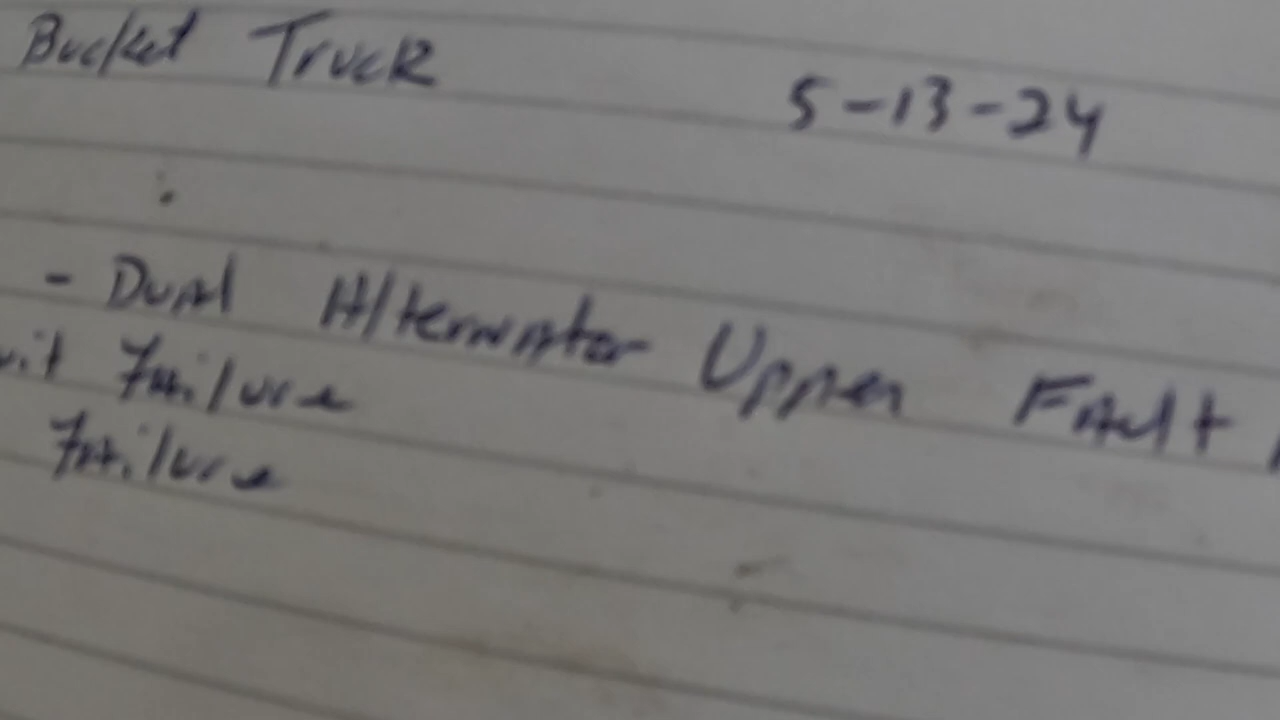 Bucket Truck
5-13-24
- Dual Alternator Upper Fault
Failure
Failure